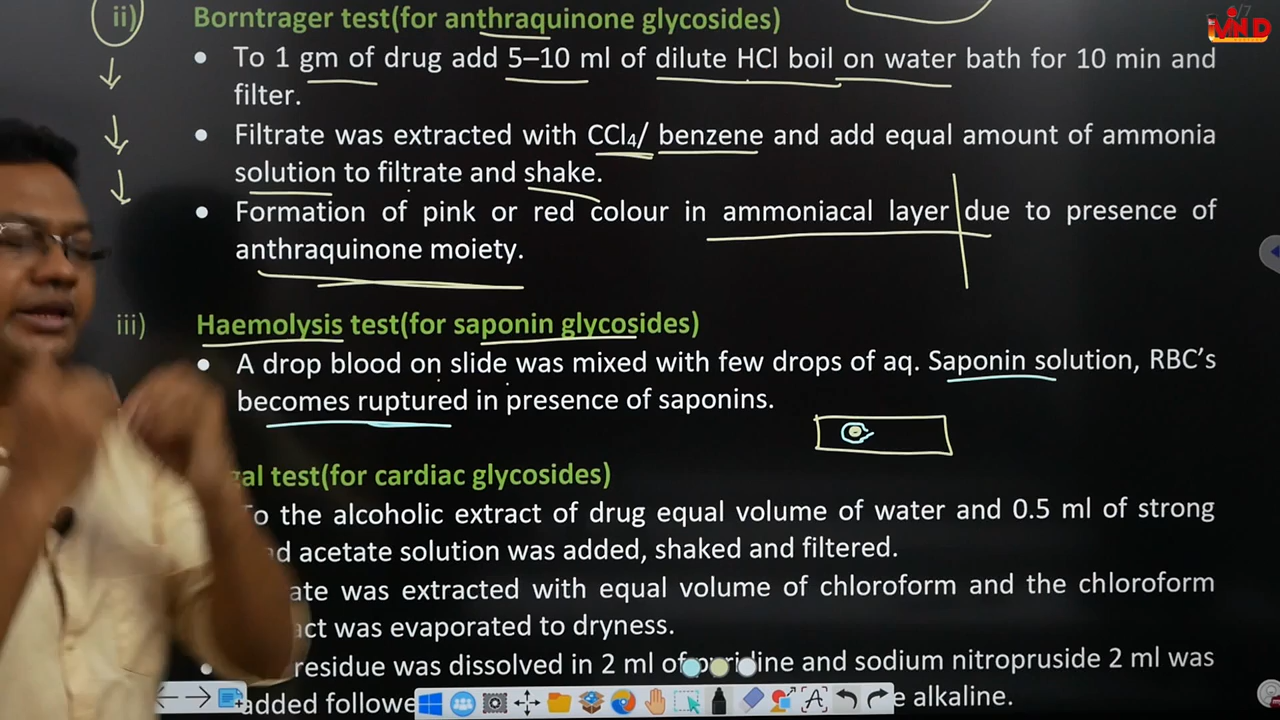 ii) Borntrager test(for anthraquinone glycosides)
• To 1 gm of drug add 5–10 ml of dilute HCl boil on water bath for 10 min and
filter.
• Filtrate was extracted with CCl₄/ benzene and add equal amount of ammonia
solution to filtrate and shake.
• Formation of pink or red colour in ammoniacal layer due to presence of
anthraquinone moiety.
iii) Haemolysis test(for saponin glycosides)
• A drop blood on slide was mixed with few drops of aq. Saponin solution, RBC's
becomes ruptured in presence of saponins.
gal test(for cardiac glycosides)
o the alcoholic extract of drug equal volume of water and 0.5 ml of strong
d acetate solution was added, shaked and filtered.
ate was extracted with equal volume of chloroform and the chloroform
act was evaporated to dryness.
• residue was dissolved in 2 ml of pyridine and sodium nitropruside 2 ml was
added followe e alkaline.